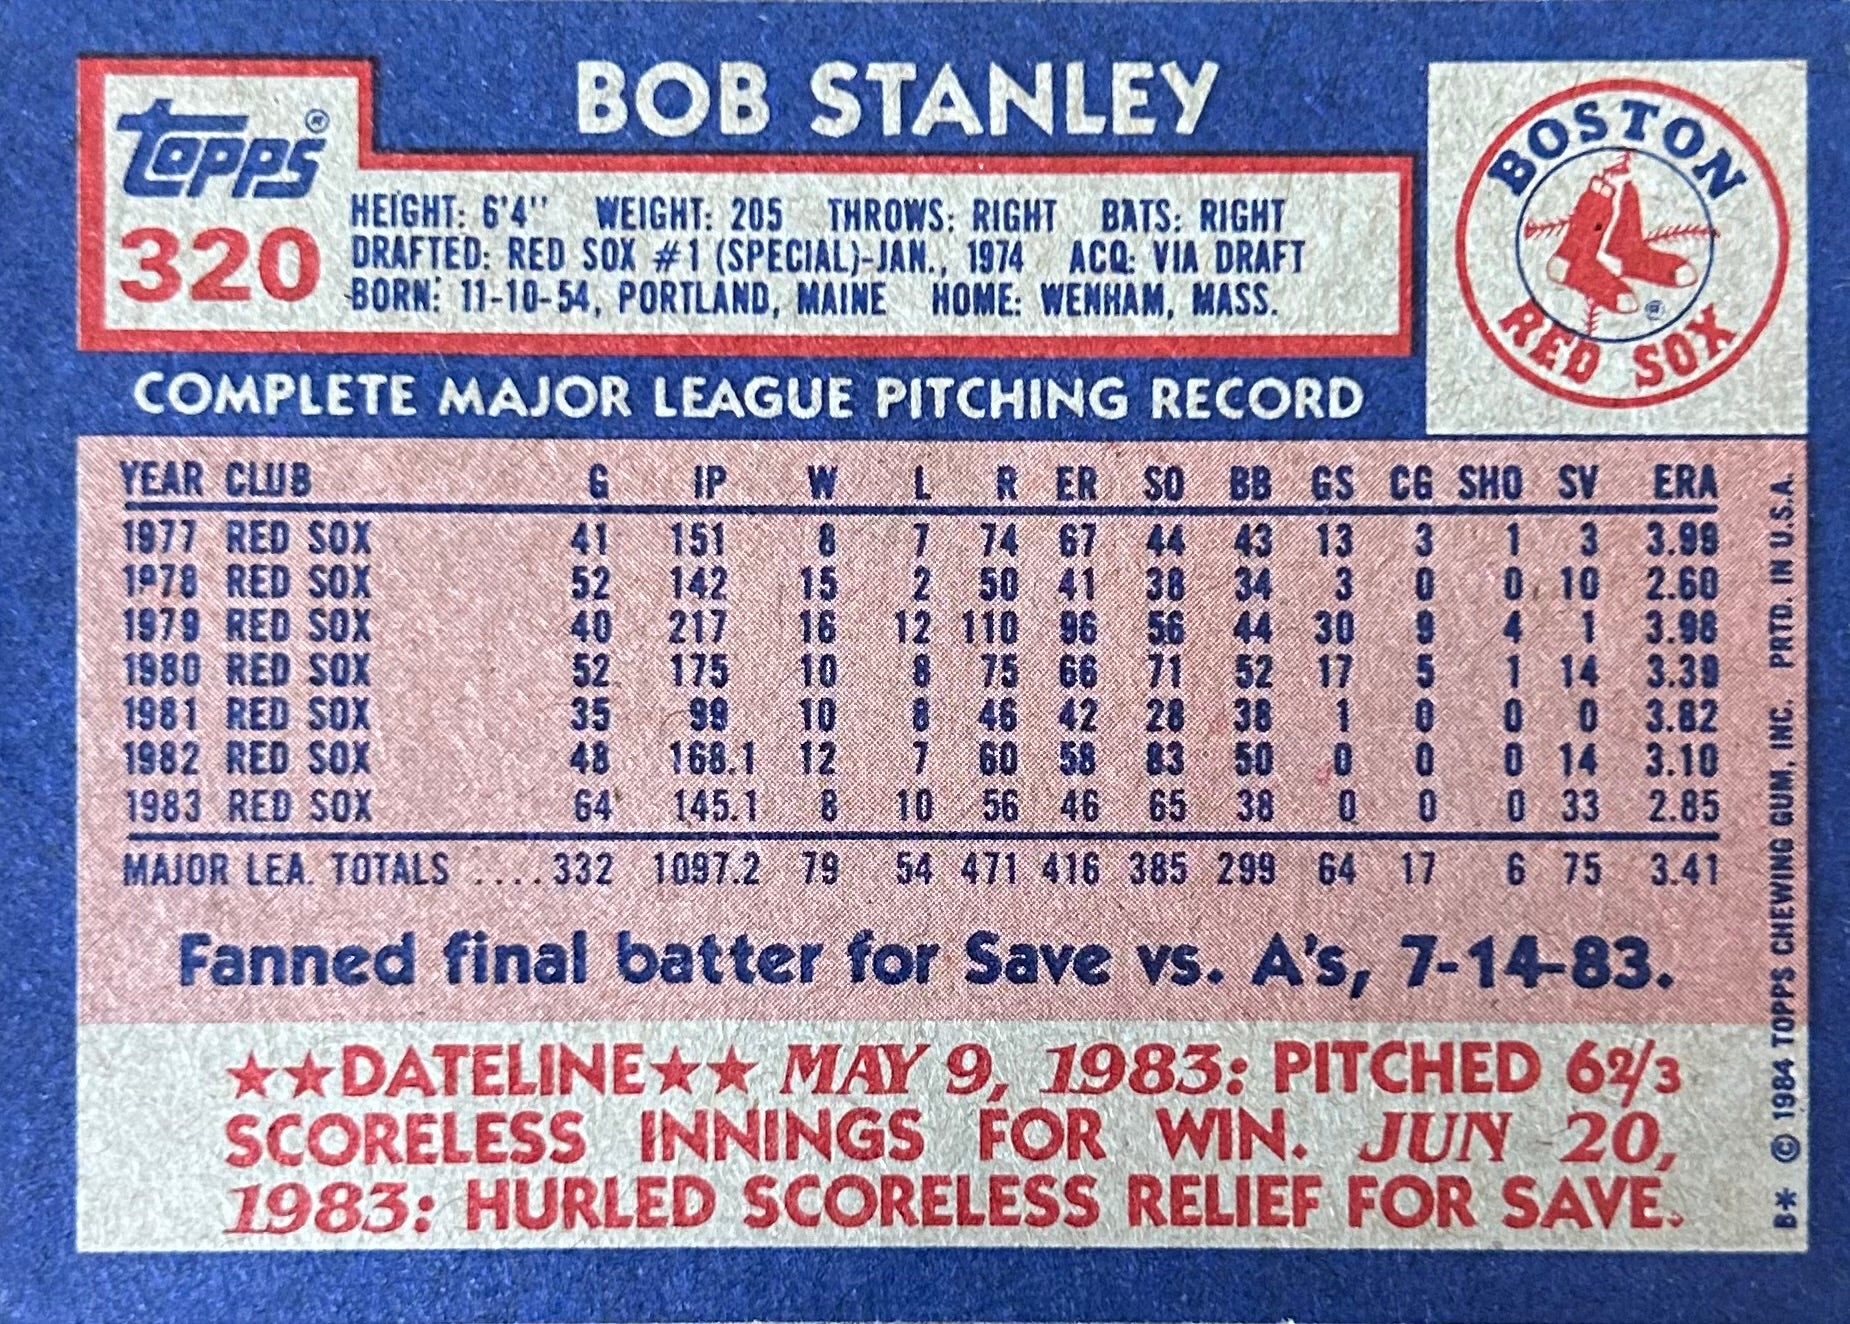 BOB STANLEY
topps®
320
HEIGHT: 6'4" WEIGHT: 205 THROWS: RIGHT BATS: RIGHT
DRAFTED: RED SOX #1 (SPECIAL)-JAN., 1974 ACQ: VIA DRAFT
BORN: 11-10-54, PORTLAND, MAINE HOME: WENHAM, MASS.
BOSTON
RED SOX
®
COMPLETE MAJOR LEAGUE PITCHING RECORD
YEAR CLUB G IP W L R ER SO BB GS CG SHO SV ERA
1977 RED SOX 41 151 8 7 74 67 44 43 13 3 1 3 3.99
1978 RED SOX 52 142 15 2 50 41 38 34 3 0 0 10 2.60
1979 RED SOX 40 217 16 12 110 96 56 44 30 9 4 1 3.98
1980 RED SOX 52 175 10 8 75 66 71 52 17 5 1 14 3.39
1981 RED SOX 35 99 10 8 46 42 28 38 1 0 0 0 3.82
1982 RED SOX 48 168.1 12 7 60 58 83 50 0 0 0 14 3.10
1983 RED SOX 64 145.1 8 10 56 46 65 38 0 0 0 33 2.85
MAJOR LEA. TOTALS ....332 1097.2 79 54 471 416 385 299 64 17 6 75 3.41
Fanned final batter for Save vs. A's, 7-14-83.
★★DATELINE★★ MAY 9, 1983: PITCHED 6 2/3
SCORELESS INNINGS FOR WIN. JUN 20,
1983: HURLED SCORELESS RELIEF FOR SAVE.
B* © 1984 TOPPS CHEWING GUM, INC. PRTD. IN U.S.A.